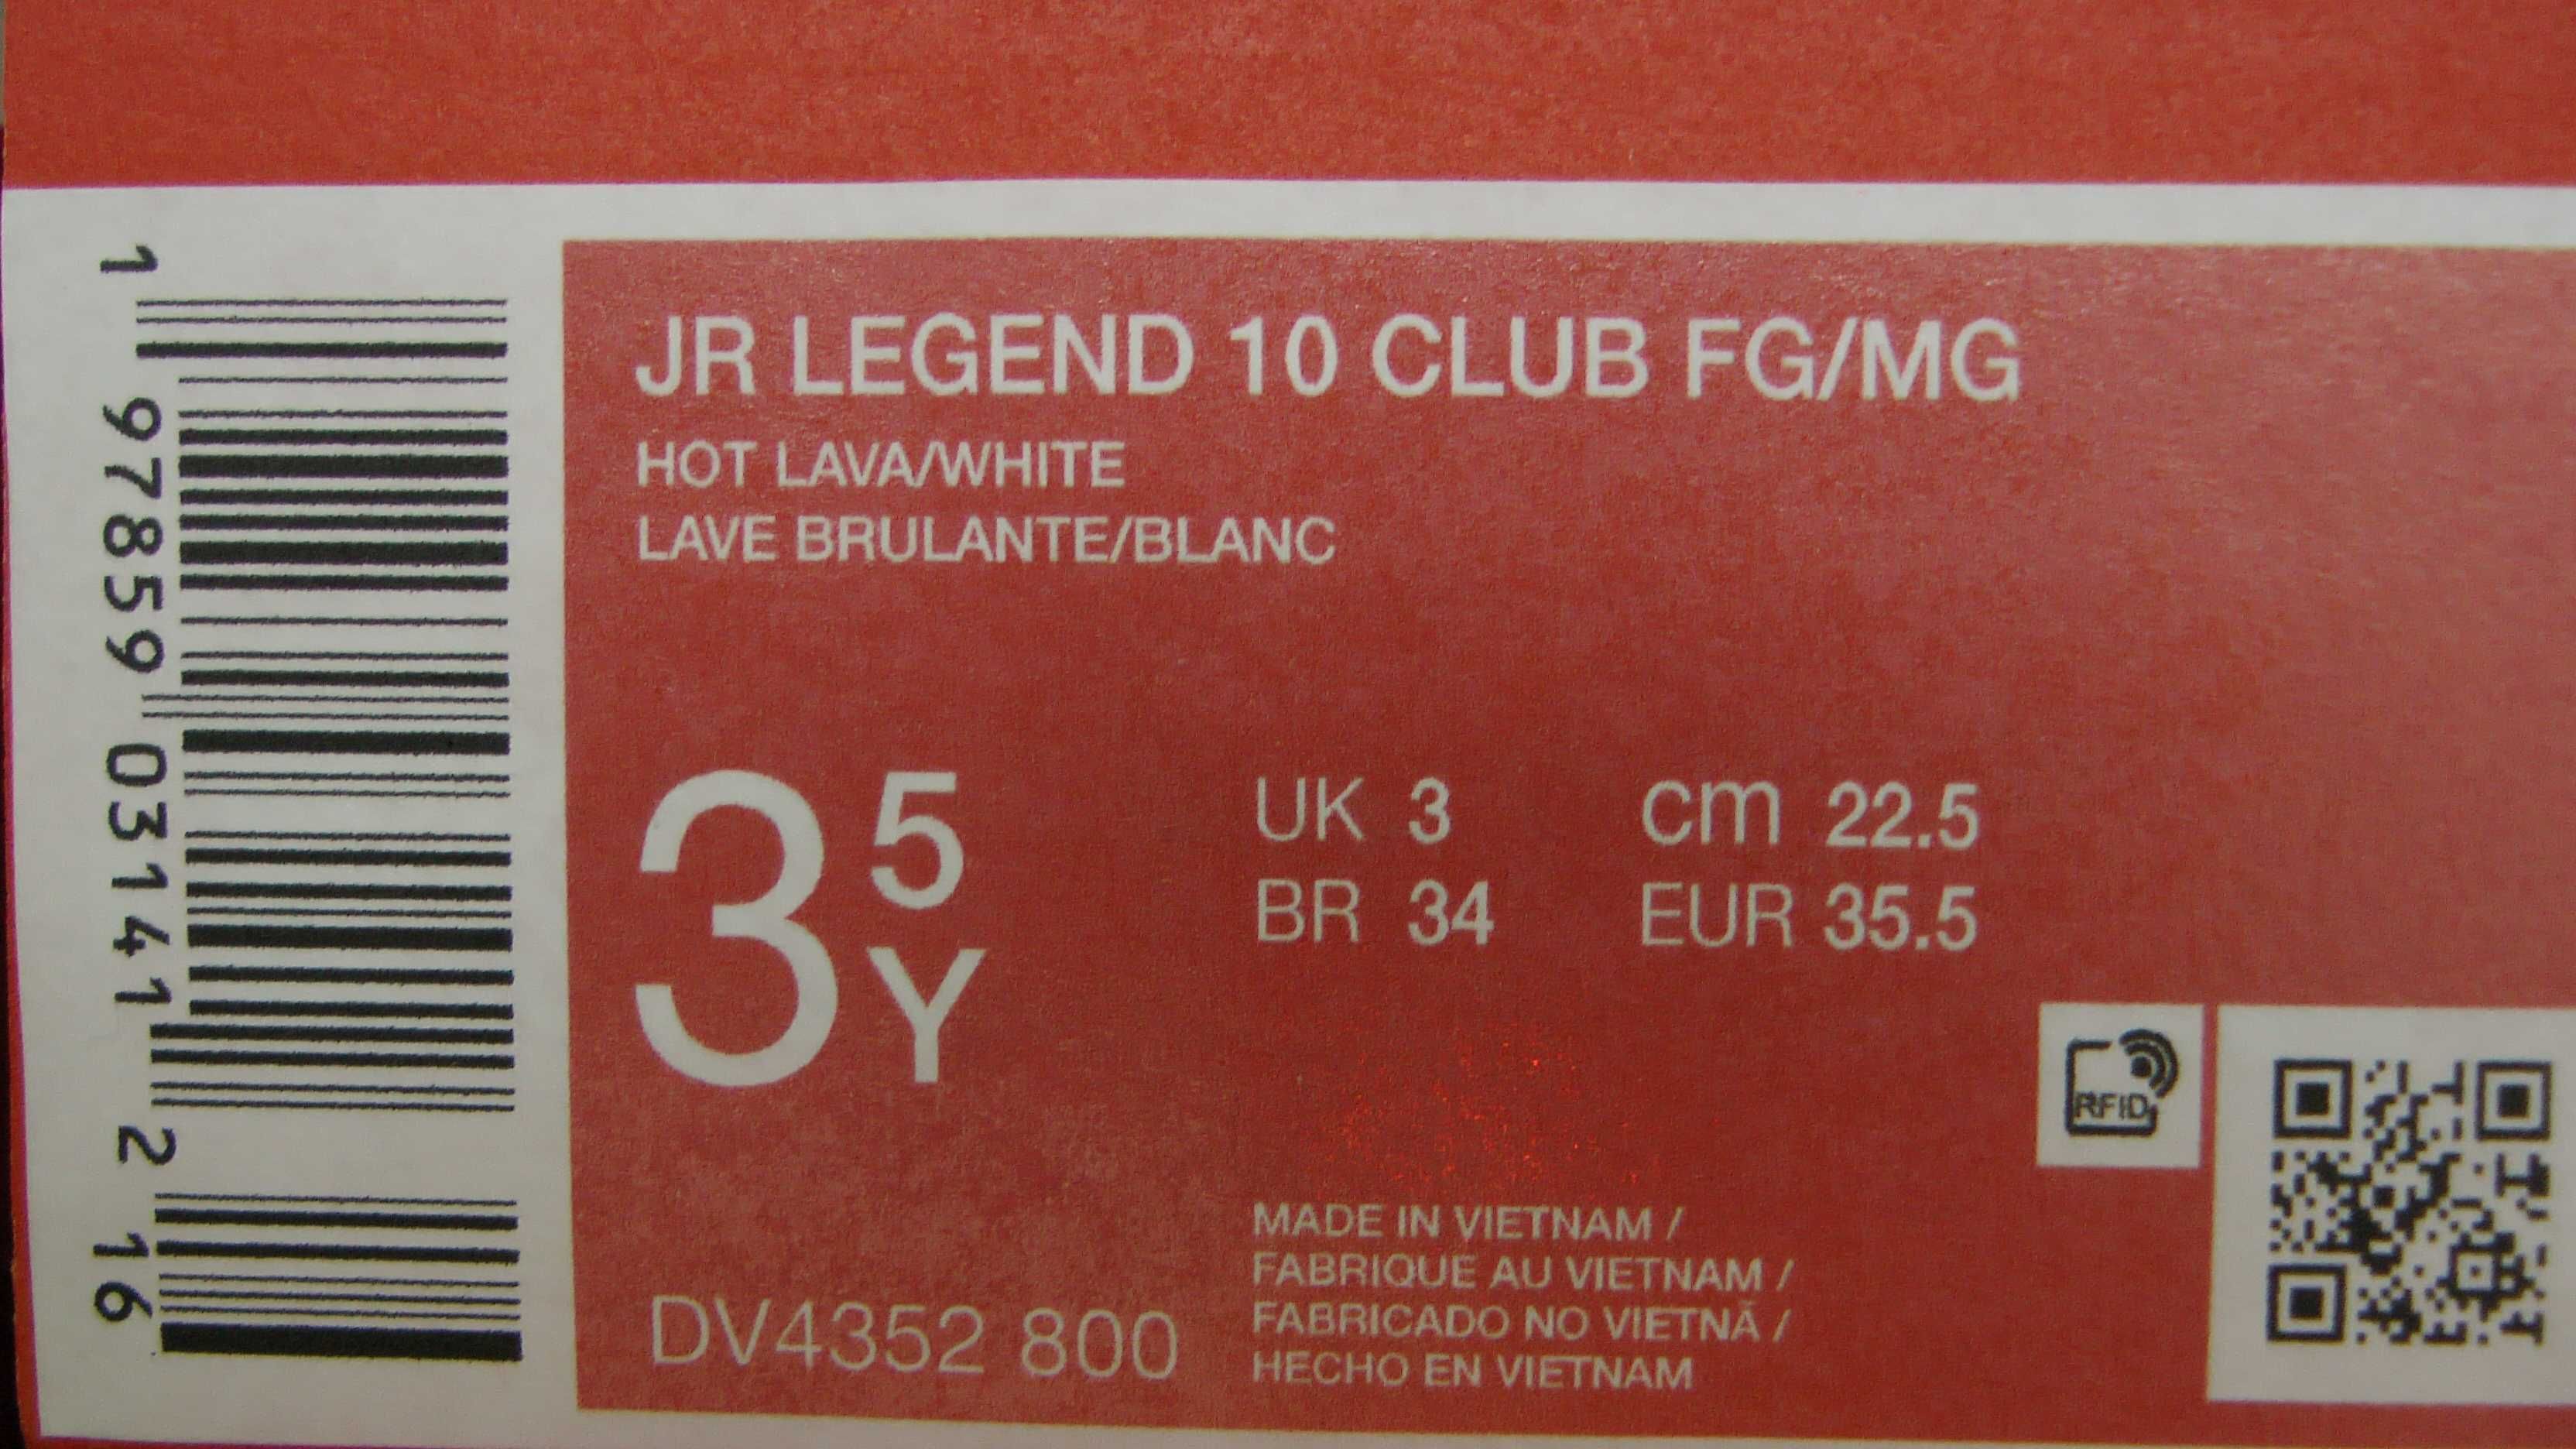 1 97859 03141 2 16
JR LEGEND 10 CLUB FG/MG
HOT LAVA/WHITE
LAVE BRULANTE/BLANC
3 5 Y
UK 3 cm 22.5
BR 34 EUR 35.5
RFID
DV4352 800
MADE IN VIETNAM /
FABRIQUE AU VIETNAM /
FABRICADO NO VIETNÃ /
HECHO EN VIETNAM